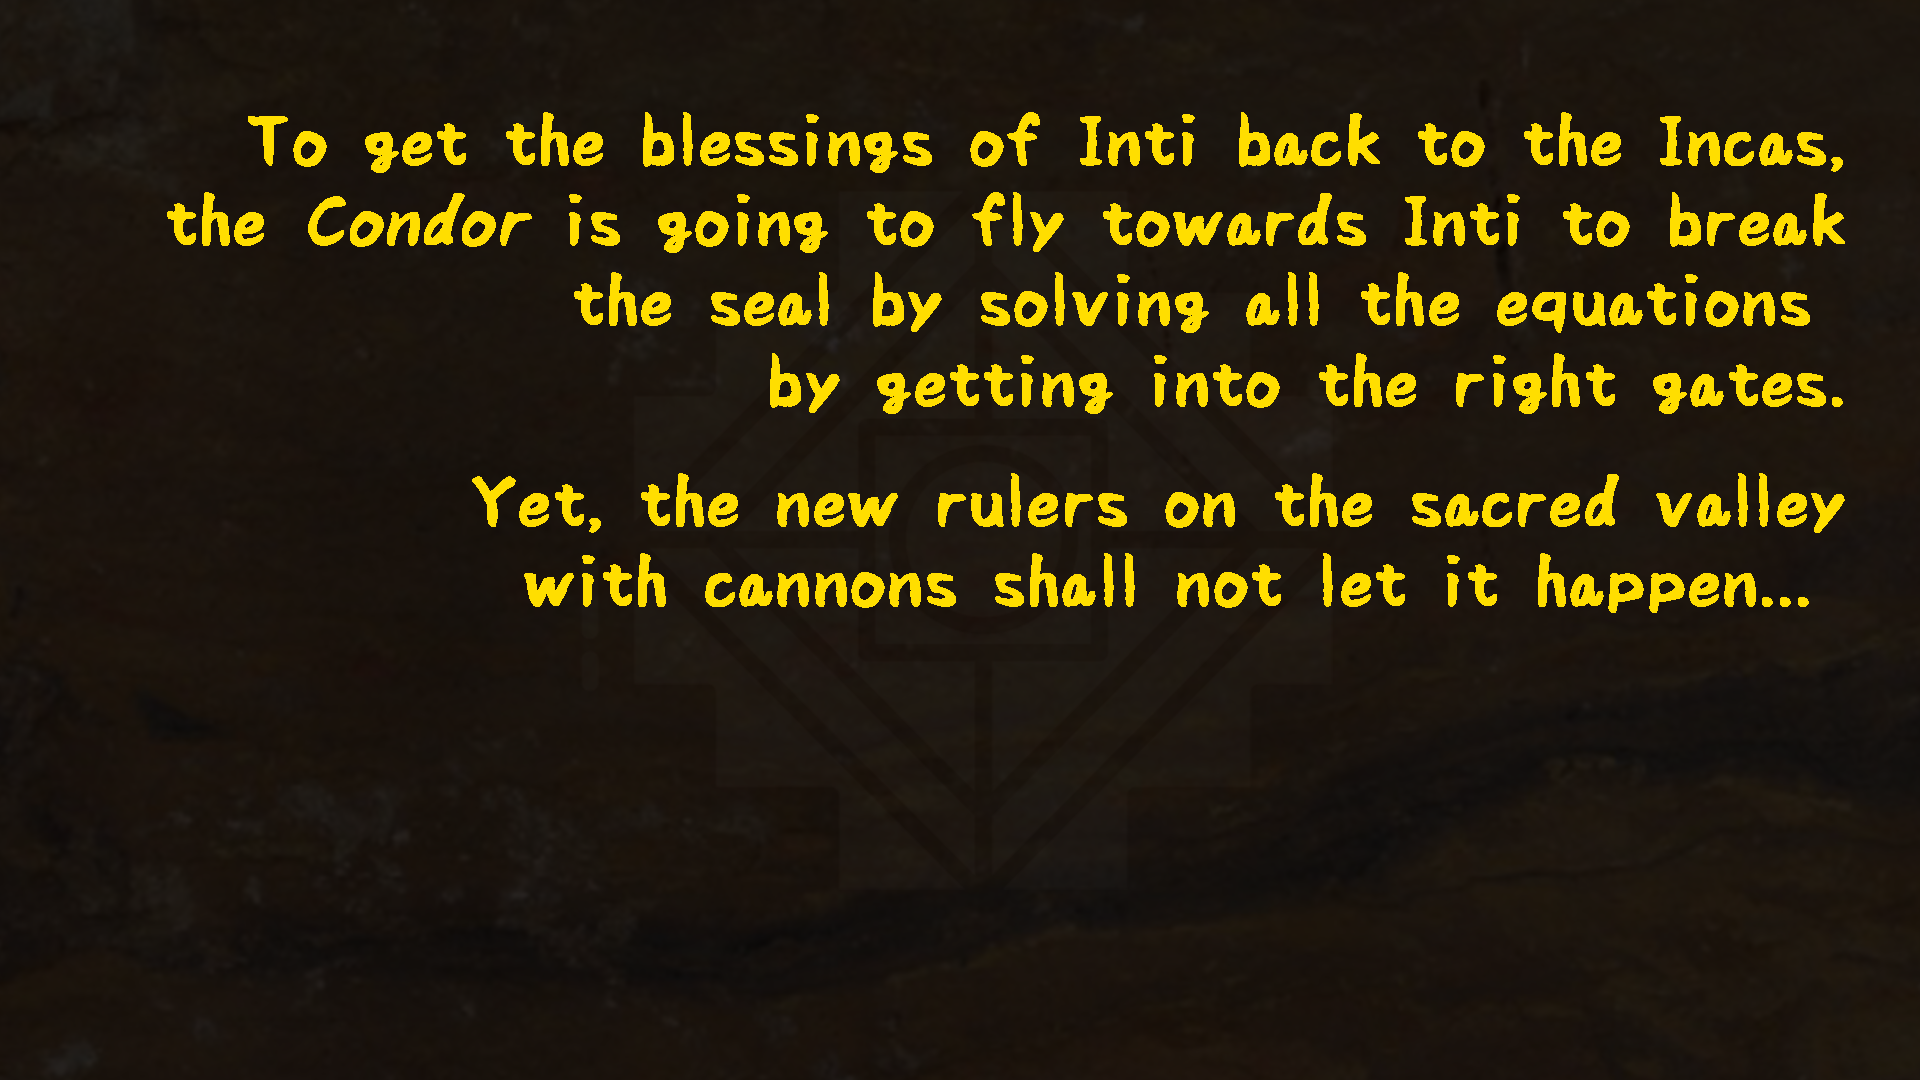 To get the blessings of Inti back to the Incas,
the Condor is going to fly towards Inti to break
the seal by solving all the equations
by getting into the right gates.
Yet, the new rulers on the sacred valley
with cannons shall not let it happen...